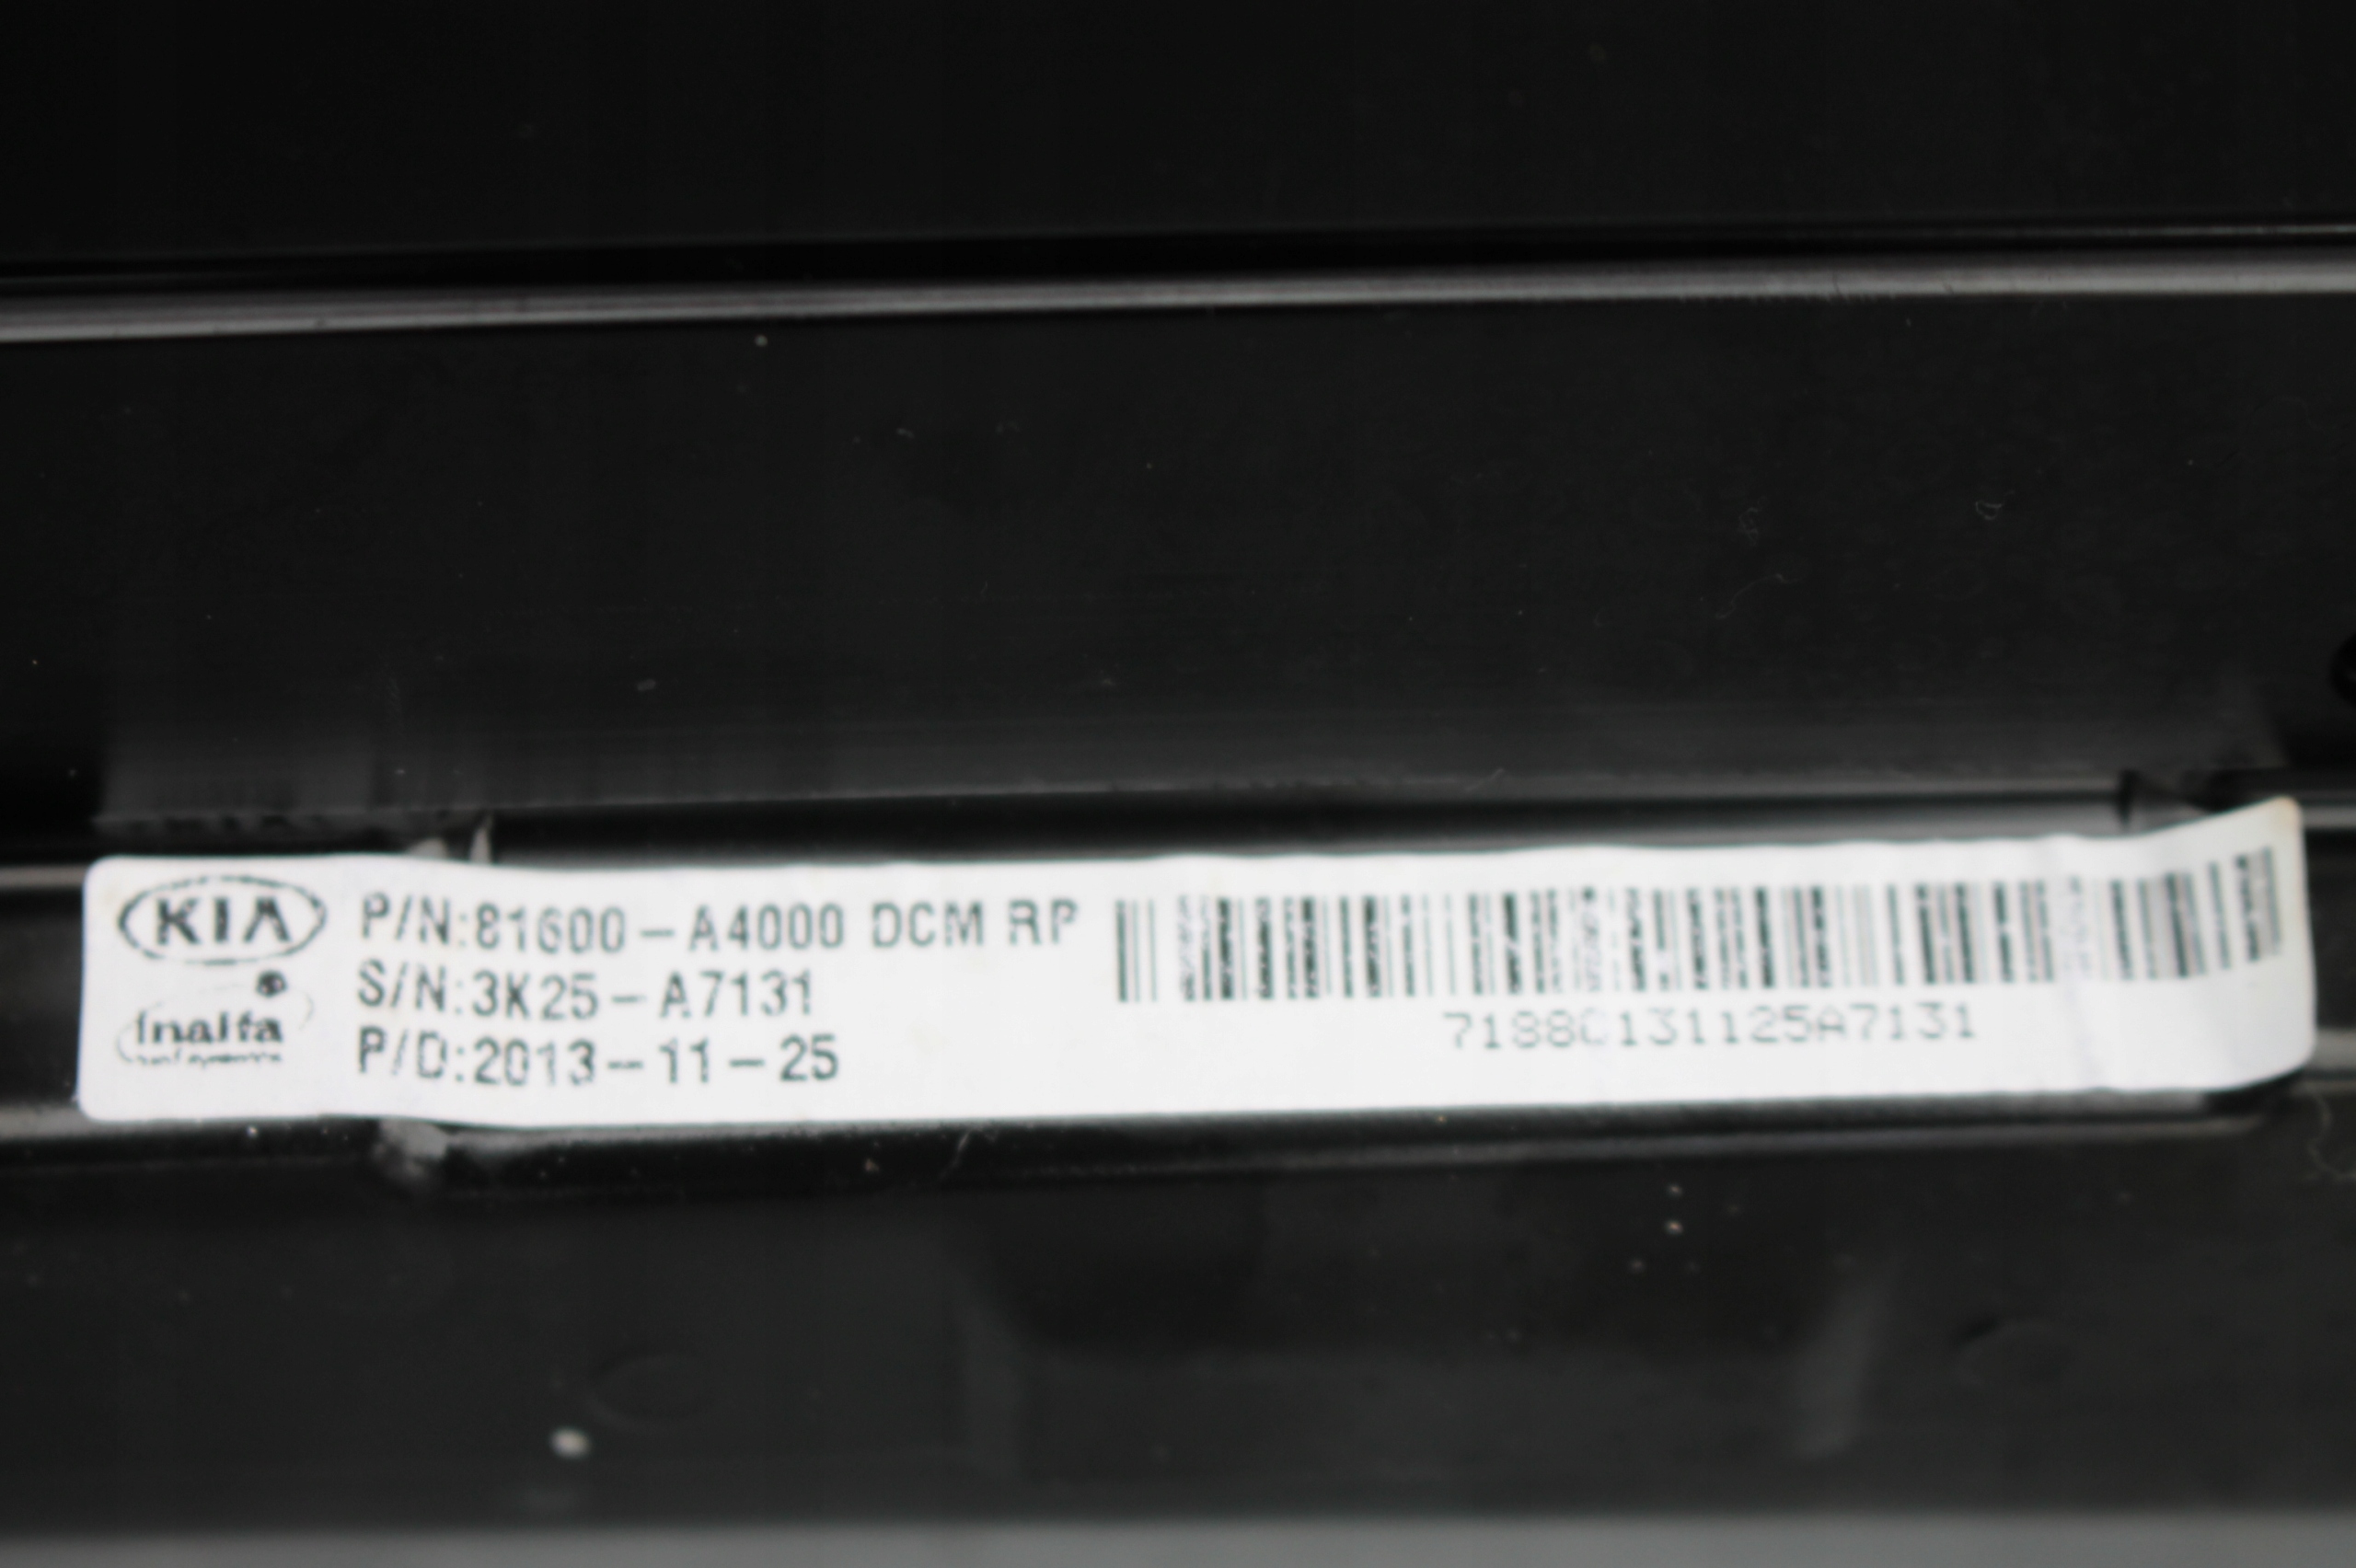 KIA
P/N:81600-A4000 DCM RP
S/N:3K25-A7131
P/D:2013-11-25
Inalfa
7188C131125A7131